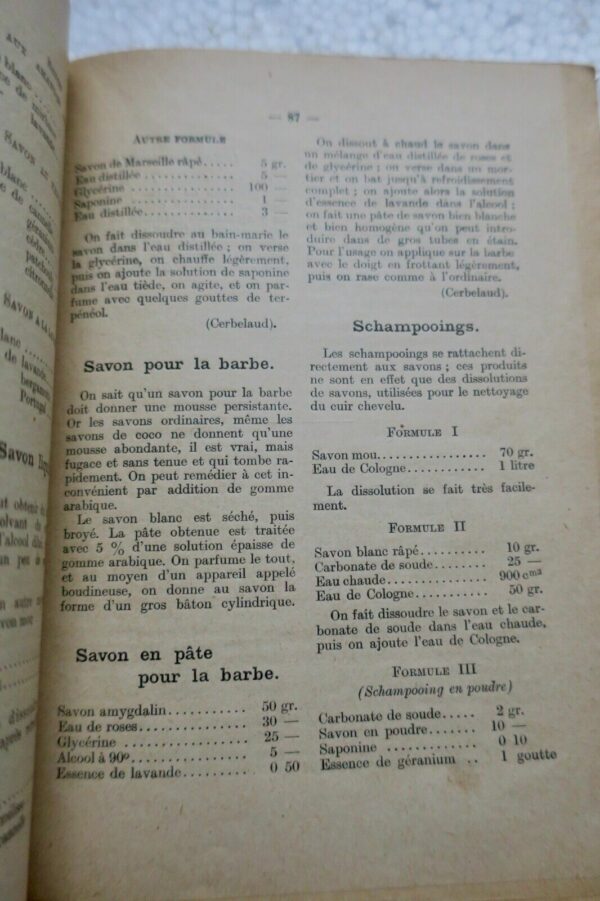 — 87 —
AUTRE FORMULE
Savon de Marseille râpé..... 5 gr.
Eau distillée ............... 5 —
Glycérine ................ 100 —
Saponine ................ 1 —
Eau distillée............... 3 —
On fait dissoudre au bain-marie le
savon dans l'eau distillée ; on verse
la glycérine, on chauffe légèrement,
puis on ajoute la solution de saponine
dans l'eau tiède, on agite, et on par-
fume avec quelques gouttes de ter-
pénéol.
(Cerbelaud).
Savon pour la barbe.
On sait qu'un savon pour la barbe
doit donner une mousse persistante.
Or les savons ordinaires, même les
savons de coco ne donnent qu'une
mousse abondante, il est vrai, mais
fugace et sans tenue et qui tombe ra-
pidement. On peut remédier à cet in-
convénient par addition de gomme
arabique.
Le savon blanc est séché, puis
broyé. La pâte obtenue est traitée
avec 5 % d'une solution épaisse de
gomme arabique. On parfume le tout,
et au moyen d'un appareil appelé
boudineuse, on donne au savon la
forme d'un gros bâton cylindrique.
Savon en pâte
pour la barbe.
Savon amygdalin............ 50 gr.
Eau de roses................ 30 —
Glycérine ................ 25 —
Alcool à 90º................ 5 —
Essence de lavande.......... 0 50
On dissout à chaud le savon dans
un mélange d'eau distillée de roses et
de glycérine ; on verse dans un mor-
tier et on bat jusqu'à refroidissement
complet ; on ajoute alors la solution
d'essence de lavande dans l'alcool ;
on fait une pâte de savon bien blanche
et bien homogène qu'on peut intro-
duire dans de gros tubes en étain.
Pour l'usage on applique sur la barbe
avec le doigt en frottant légèrement,
puis on rase comme à l'ordinaire.
(Cerbelaud).
Schampooings.
Les schampooings se rattachent di-
rectement aux savons ; ces produits
ne sont en effet que des dissolutions
de savons, utilisées pour le nettoyage
du cuir chevelu.
FORMULE I
Savon mou................. 70 gr.
Eau de Cologne............ 1 litre
La dissolution se fait très facile-
ment.
FORMULE II
Savon blanc râpé.......... 10 gr.
Carbonate de soude........ 25 —
Eau chaude.............. 900 cm3
Eau de Cologne............ 50 gr.
On fait dissoudre le savon et le car-
bonate de soude dans l'eau chaude,
puis on ajoute l'eau de Cologne.
FORMULE III
(Schampooing en poudre)
Carbonate de soude..... 2 gr.
Savon en poudre........ 10 —
Saponine .............. 0 10
Essence de géranium .. 1 goutte